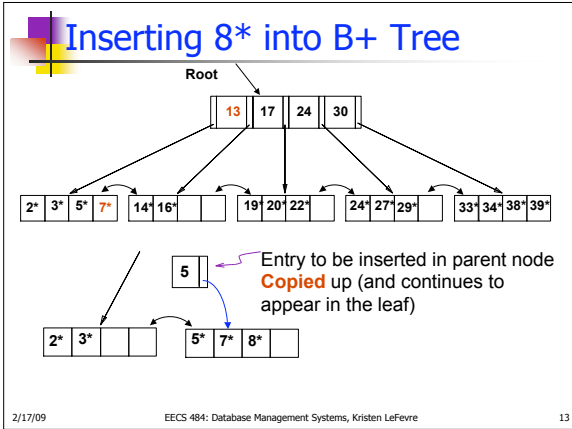 Inserting 8* into B+ Tree
Root
13 17 24 30
2* 3* 5* 7* 14* 16* 19* 20* 22* 24* 27* 29* 33* 34* 38* 39*
5
Entry to be inserted in parent node
Copied up (and continues to
appear in the leaf)
2* 3* 5* 7* 8*
2/17/09 EECS 484: Database Management Systems, Kristen LeFevre 13